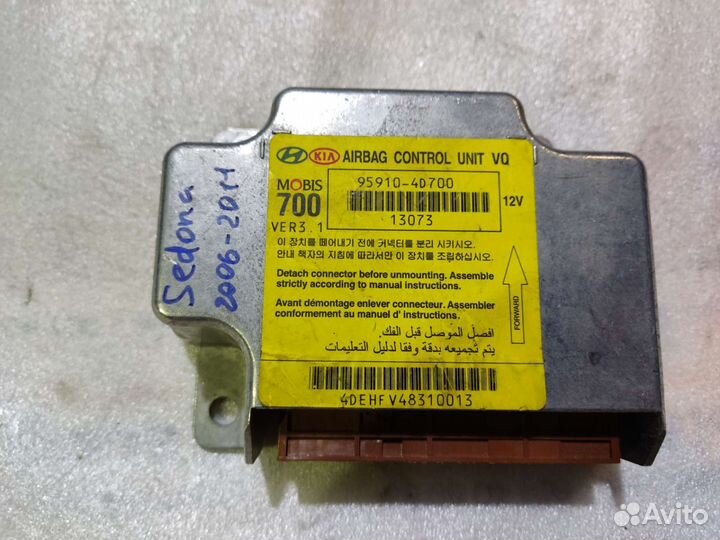 Sedona
2006-2011
HYUNDAI KIA AIRBAG CONTROL UNIT VQ
MOBIS
700
VER3.1
95910-4D700
13073
12V
이 장치를 떼어내기 전에 커넥터를 분리 시키시오.
안내 책자의 지침에 따라서만 이 장치를 조립하십시오.
Detach connector before unmounting. Assemble
strictly according to manual instructions.
Avant démontage enlever connecteur. Assembler
conformement au manuel d' instructions.
افصل الموصل قبل الفك.
يتم تجميعه بدقة وفقا لدليل التعليمات
FORWARD
4DEHFV48310013
Avito